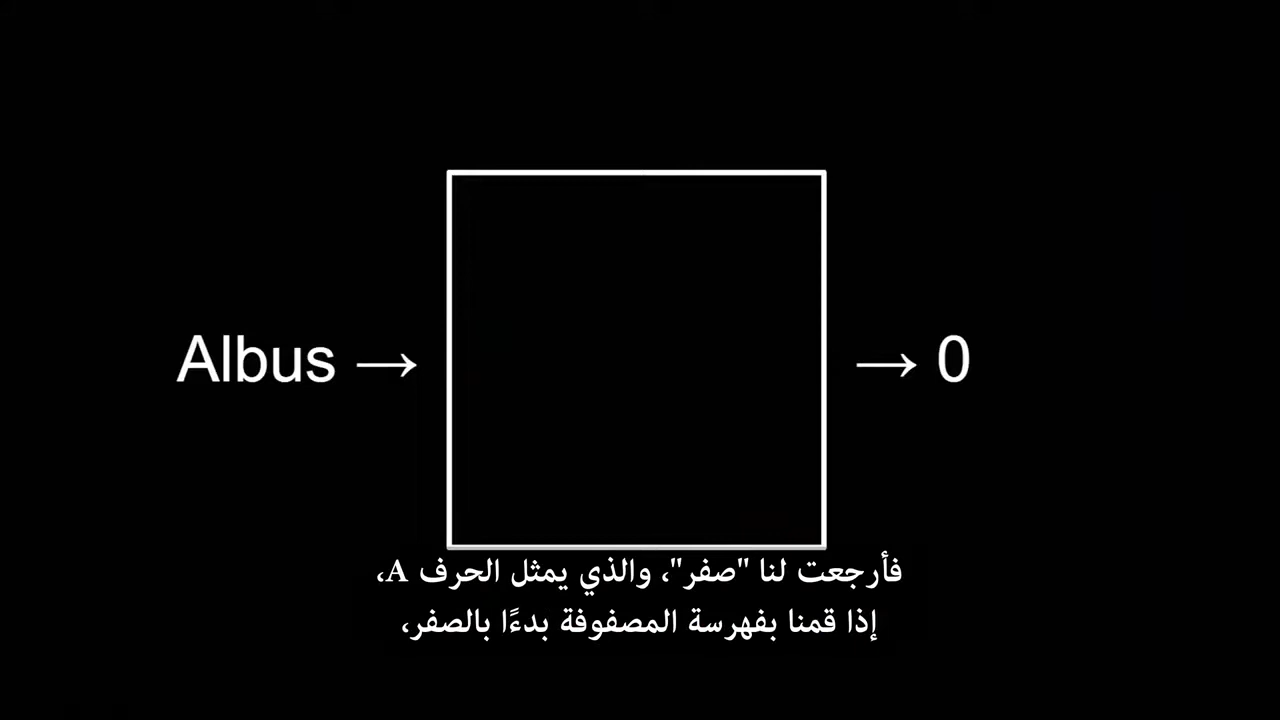 Albus → → 0
فأرجعت لنا "صفر"، والذي يمثل الحرف A،
إذا قمنا بفهرسة المصفوفة بدءًا بالصفر،